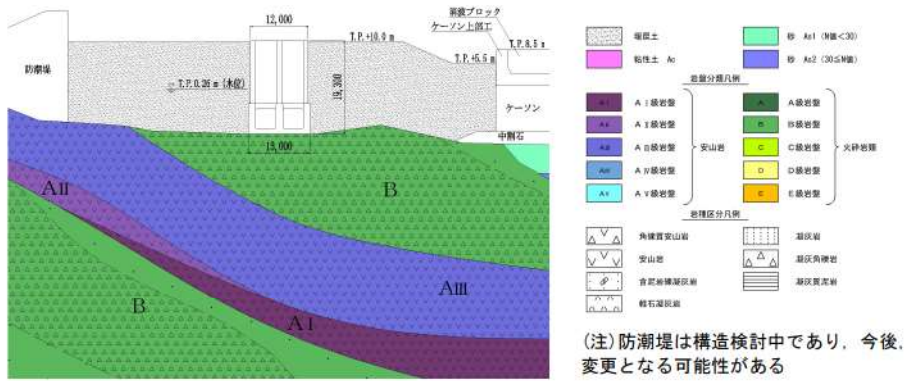 消波ブロック
ケーソン上部工
12,000
T.P.+10.0 m
T.P.8.5 m
T.P.+5.5 m
防潮堤
T.P.0.26 m (水位)
19,300
ケーソン
中割石
13,000
B
AII
AIII
B
AI
埋戻土
砂 As1 (N値<30)
粘性土 Ac
砂 As2 (30≦N値)
岩盤分類凡例
AⅠ級岩盤
A
A級岩盤
AⅡ級岩盤
B
B級岩盤
AⅢ級岩盤
安山岩
C
C級岩盤
火砕岩類
AⅣ級岩盤
D
D級岩盤
AⅤ級岩盤
E
E級岩盤
岩種区分凡例
角礫質安山岩
凝灰岩
安山岩
凝灰角礫岩
含泥岩礫凝灰岩
凝灰質泥岩
軽石凝灰岩
(注)防潮堤は構造検討中であり，今後，
変更となる可能性がある